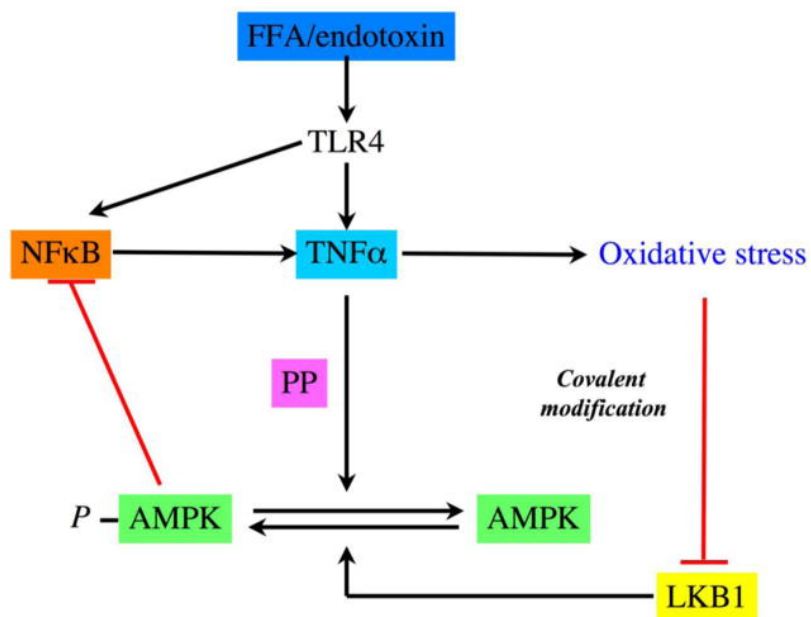 FFA/endotoxin
TLR4
NFκB
TNFα
Oxidative stress
PP
Covalent
modification
P
AMPK
AMPK
LKB1